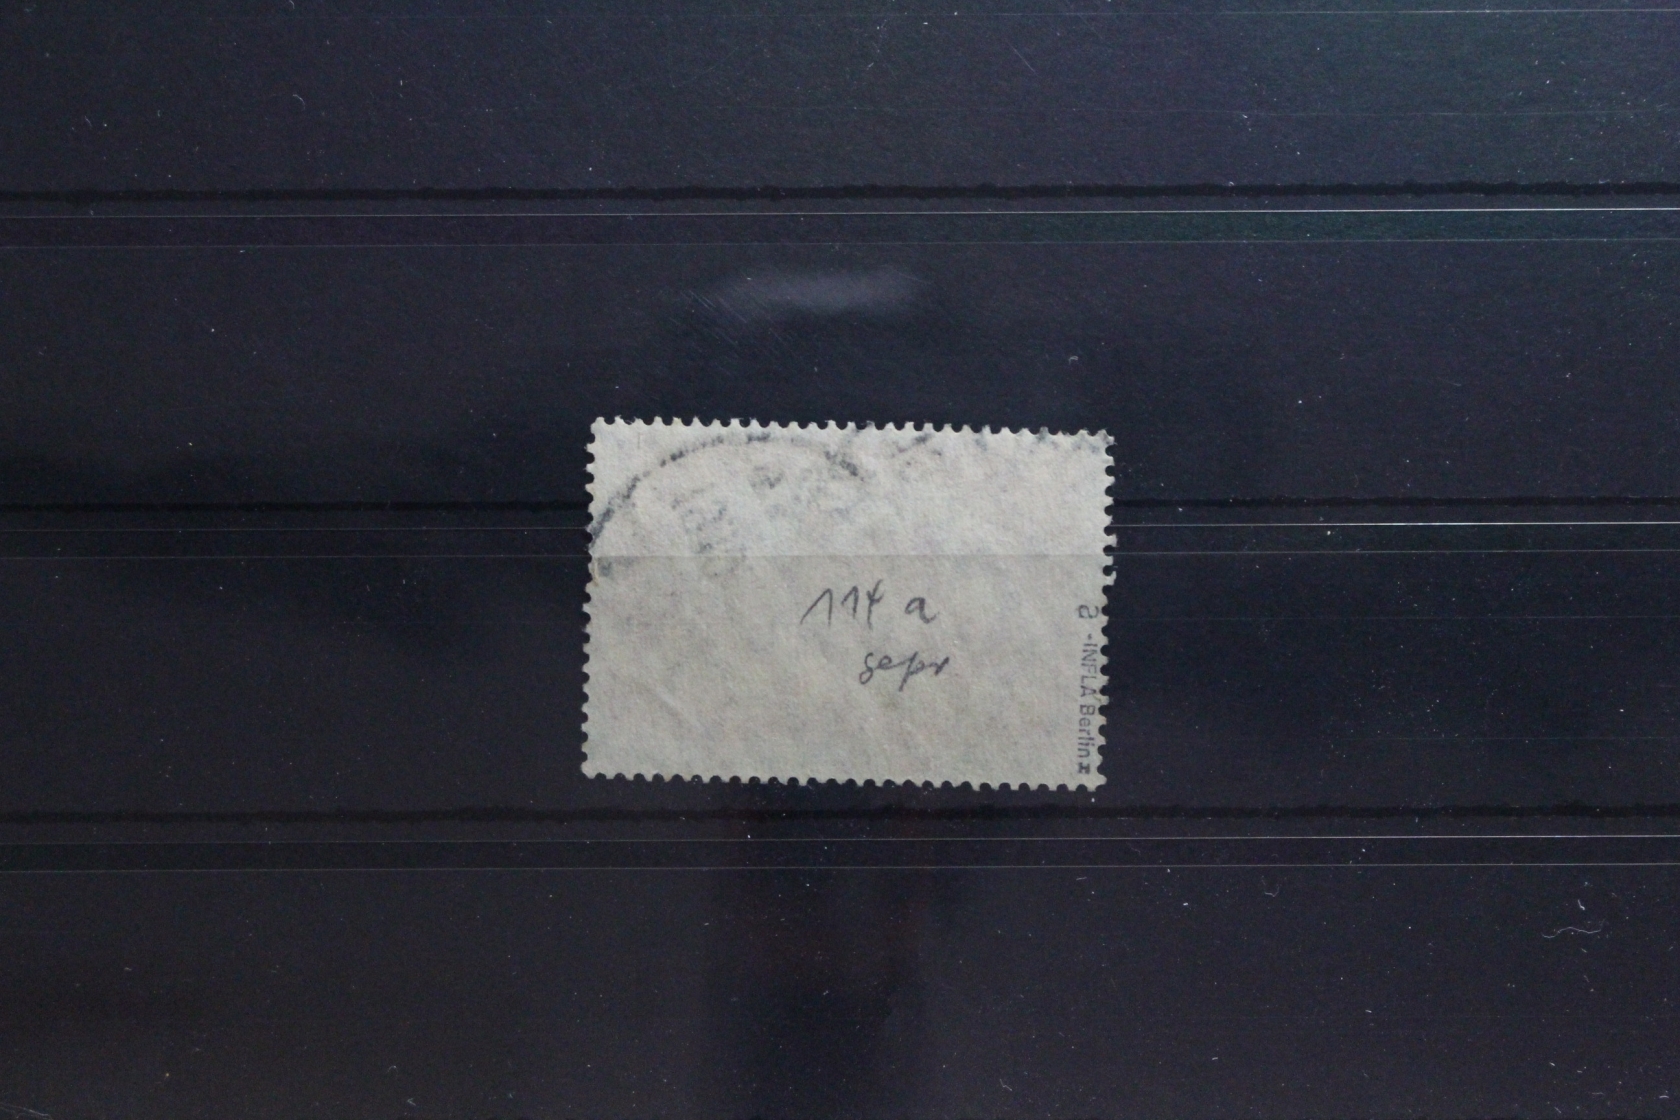 114 a
gepr
a -INFLA Berlin